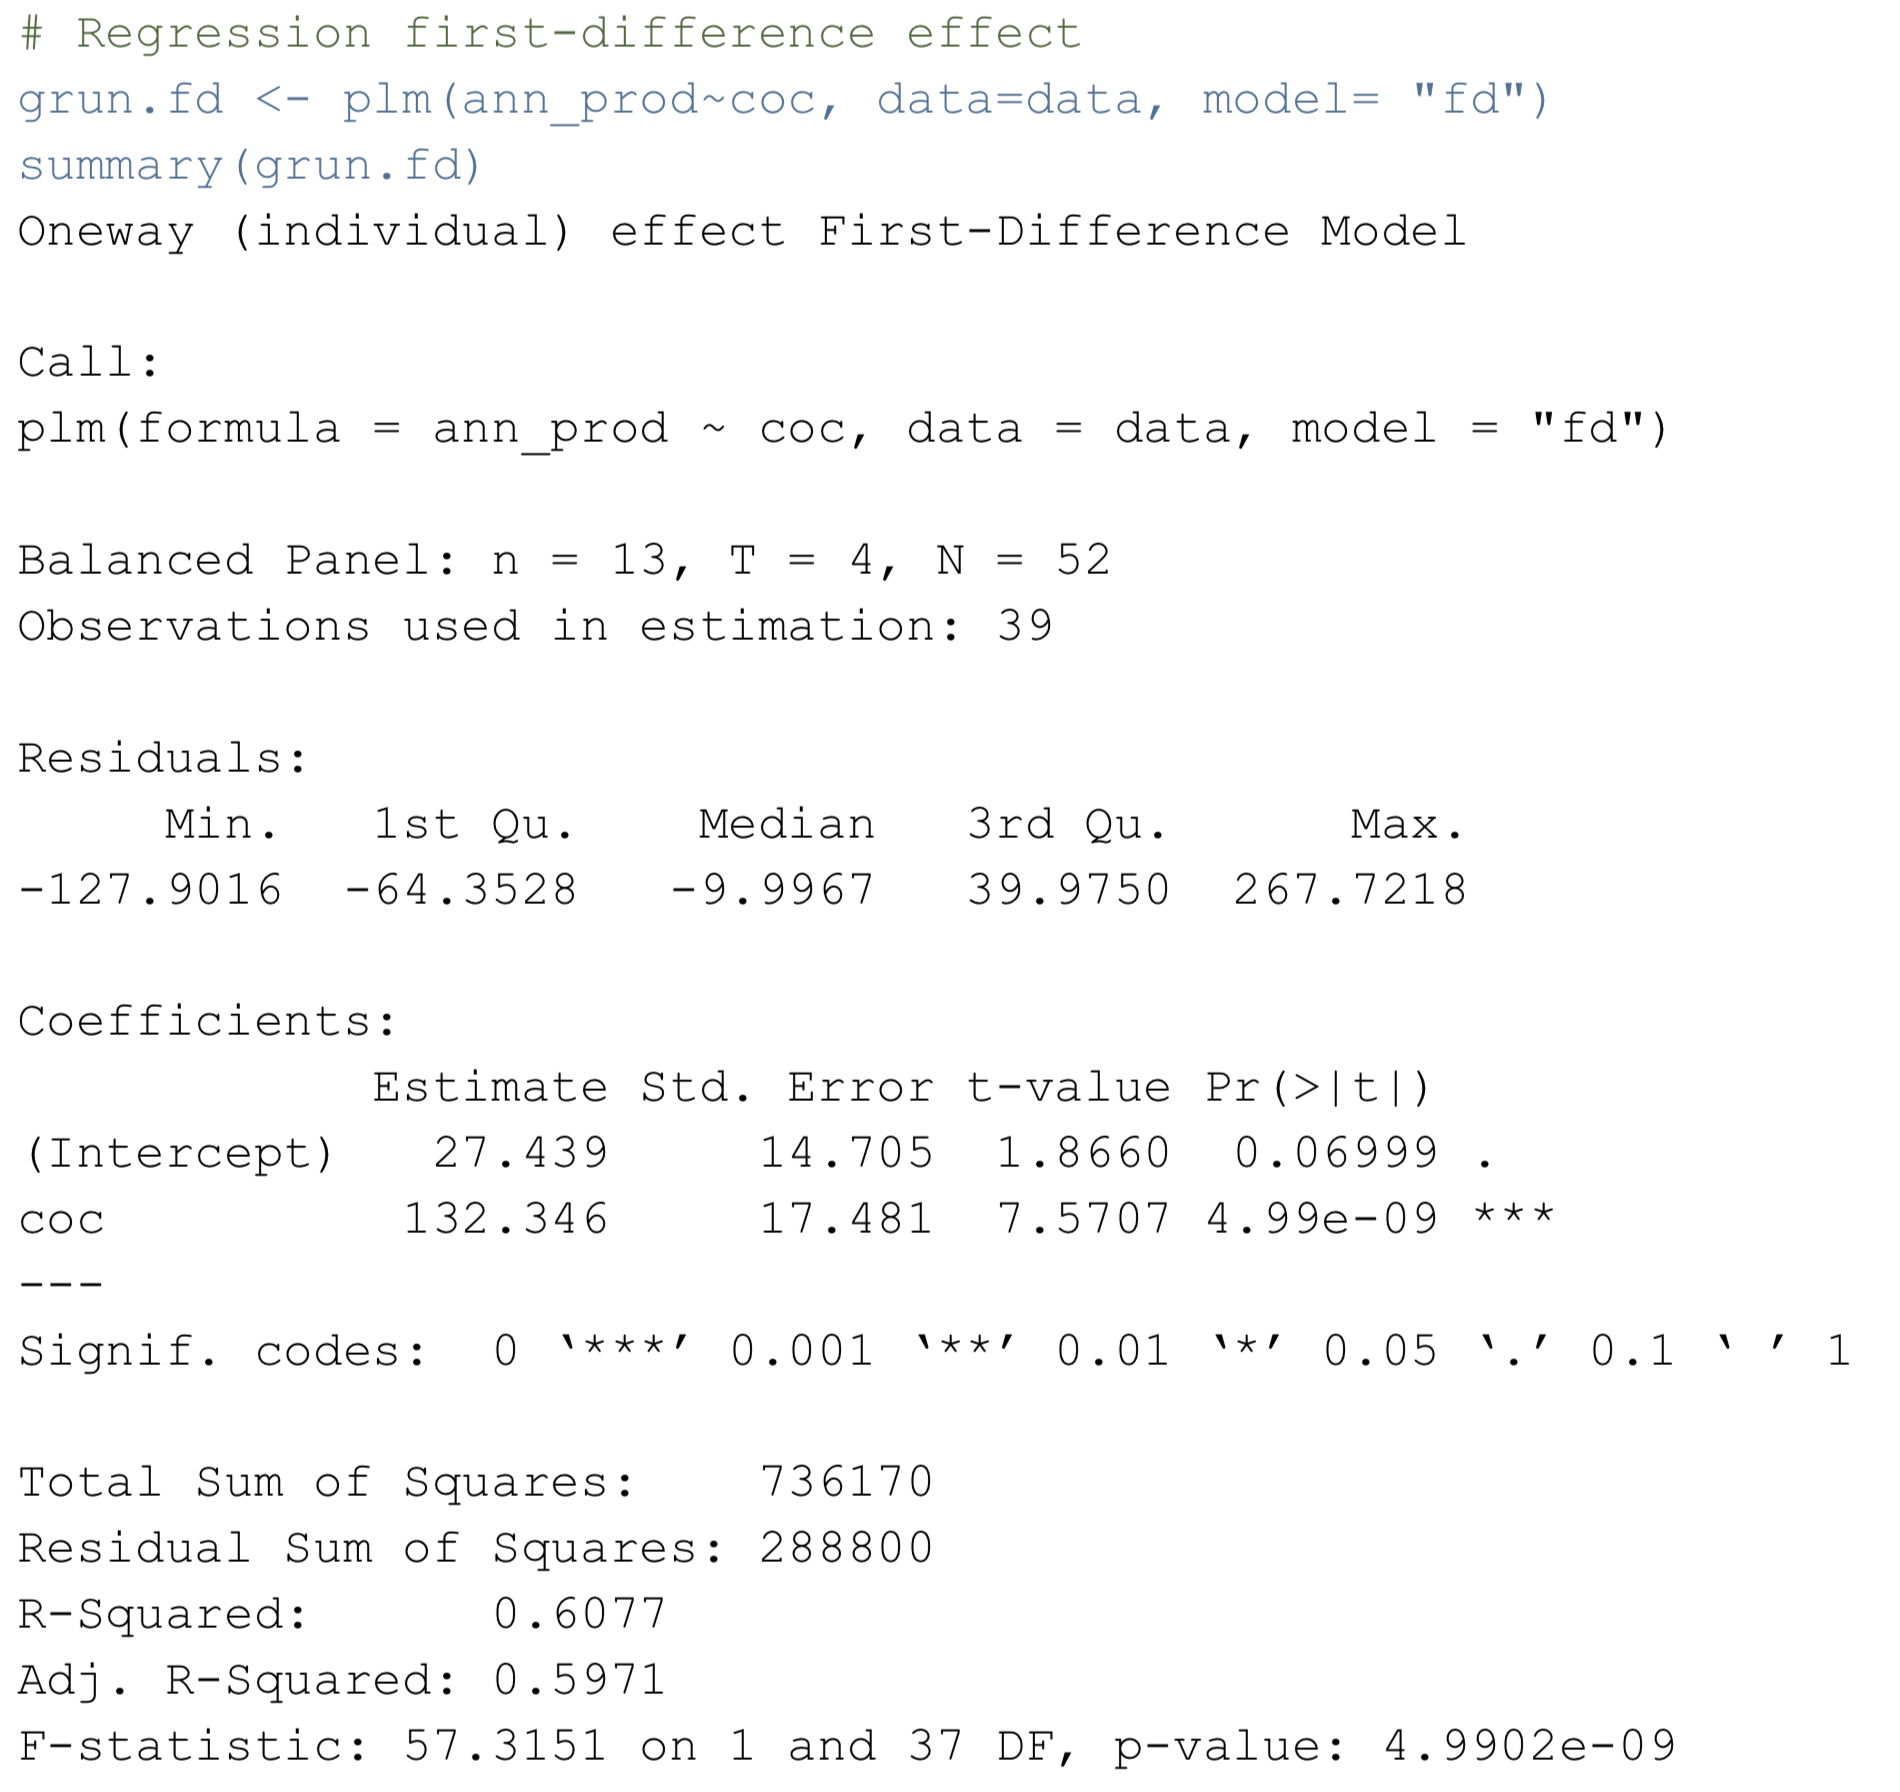 # Regression first-difference effect
grun.fd <- plm(ann_prod~coc, data=data, model= "fd")
summary(grun.fd)
Oneway (individual) effect First-Difference Model
Call:
plm(formula = ann_prod ~ coc, data = data, model = "fd")
Balanced Panel: n = 13, T = 4, N = 52
Observations used in estimation: 39
Residuals:
Min. 1st Qu. Median 3rd Qu. Max.
-127.9016 -64.3528 -9.9967 39.9750 267.7218
Coefficients:
Estimate Std. Error t-value Pr(>|t|)
(Intercept) 27.439 14.705 1.8660 0.06999 .
coc 132.346 17.481 7.5707 4.99e-09 ***
---
Signif. codes: 0 ‵***′ 0.001 ‵**′ 0.01 ‵*′ 0.05 ‵.′ 0.1 ‵ ′ 1
Total Sum of Squares: 736170
Residual Sum of Squares: 288800
R-Squared: 0.6077
Adj. R-Squared: 0.5971
F-statistic: 57.3151 on 1 and 37 DF, p-value: 4.9902e-09